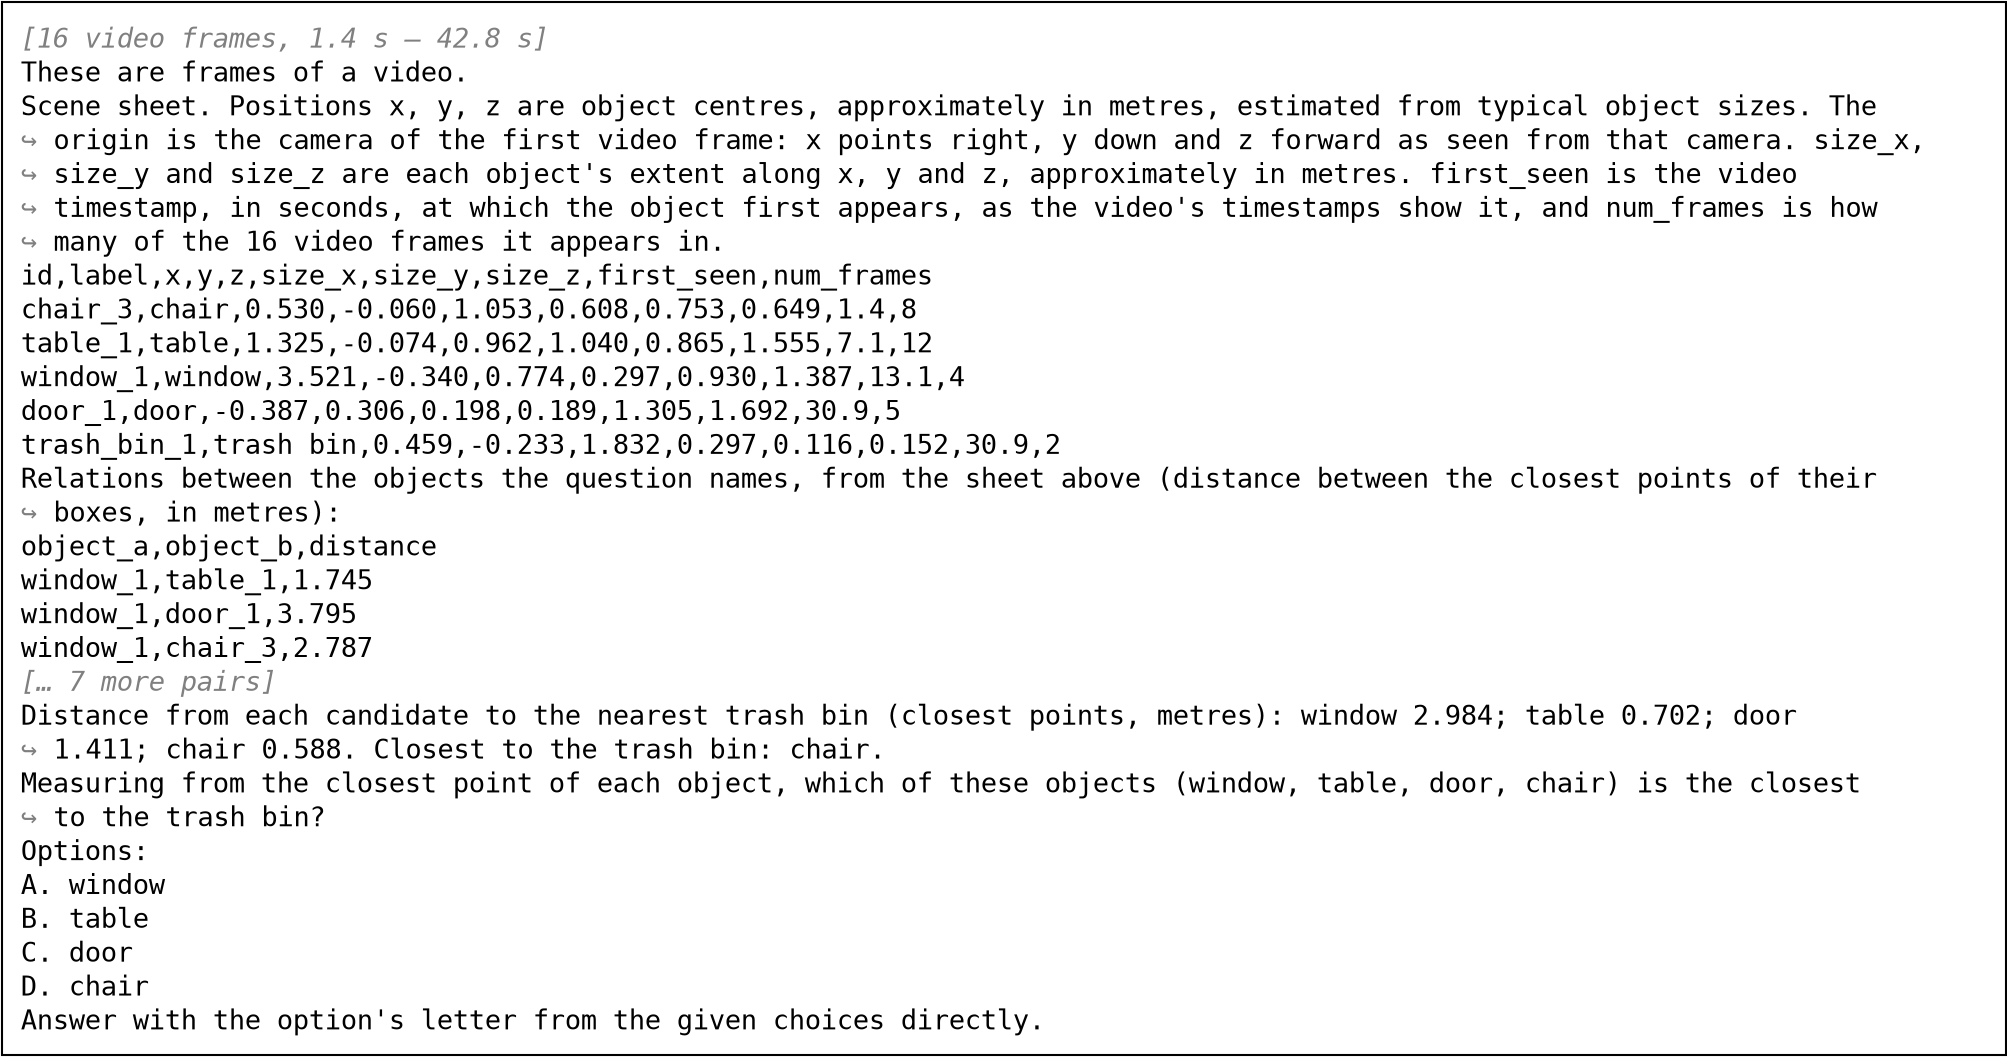 [16 video frames, 1.4 s – 42.8 s]
These are frames of a video.
Scene sheet. Positions x, y, z are object centres, approximately in metres, estimated from typical object sizes. The
↪ origin is the camera of the first video frame: x points right, y down and z forward as seen from that camera. size_x,
↪ size_y and size_z are each object's extent along x, y and z, approximately in metres. first_seen is the video
↪ timestamp, in seconds, at which the object first appears, as the video's timestamps show it, and num_frames is how
↪ many of the 16 video frames it appears in.
id,label,x,y,z,size_x,size_y,size_z,first_seen,num_frames
chair_3,chair,0.530,-0.060,1.053,0.608,0.753,0.649,1.4,8
table_1,table,1.325,-0.074,0.962,1.040,0.865,1.555,7.1,12
window_1,window,3.521,-0.340,0.774,0.297,0.930,1.387,13.1,4
door_1,door,-0.387,0.306,0.198,0.189,1.305,1.692,30.9,5
trash_bin_1,trash bin,0.459,-0.233,1.832,0.297,0.116,0.152,30.9,2
Relations between the objects the question names, from the sheet above (distance between the closest points of their
↪ boxes, in metres):
object_a,object_b,distance
window_1,table_1,1.745
window_1,door_1,3.795
window_1,chair_3,2.787
[… 7 more pairs]
Distance from each candidate to the nearest trash bin (closest points, metres): window 2.984; table 0.702; door
↪ 1.411; chair 0.588. Closest to the trash bin: chair.
Measuring from the closest point of each object, which of these objects (window, table, door, chair) is the closest
↪ to the trash bin?
Options:
A. window
B. table
C. door
D. chair
Answer with the option's letter from the given choices directly.